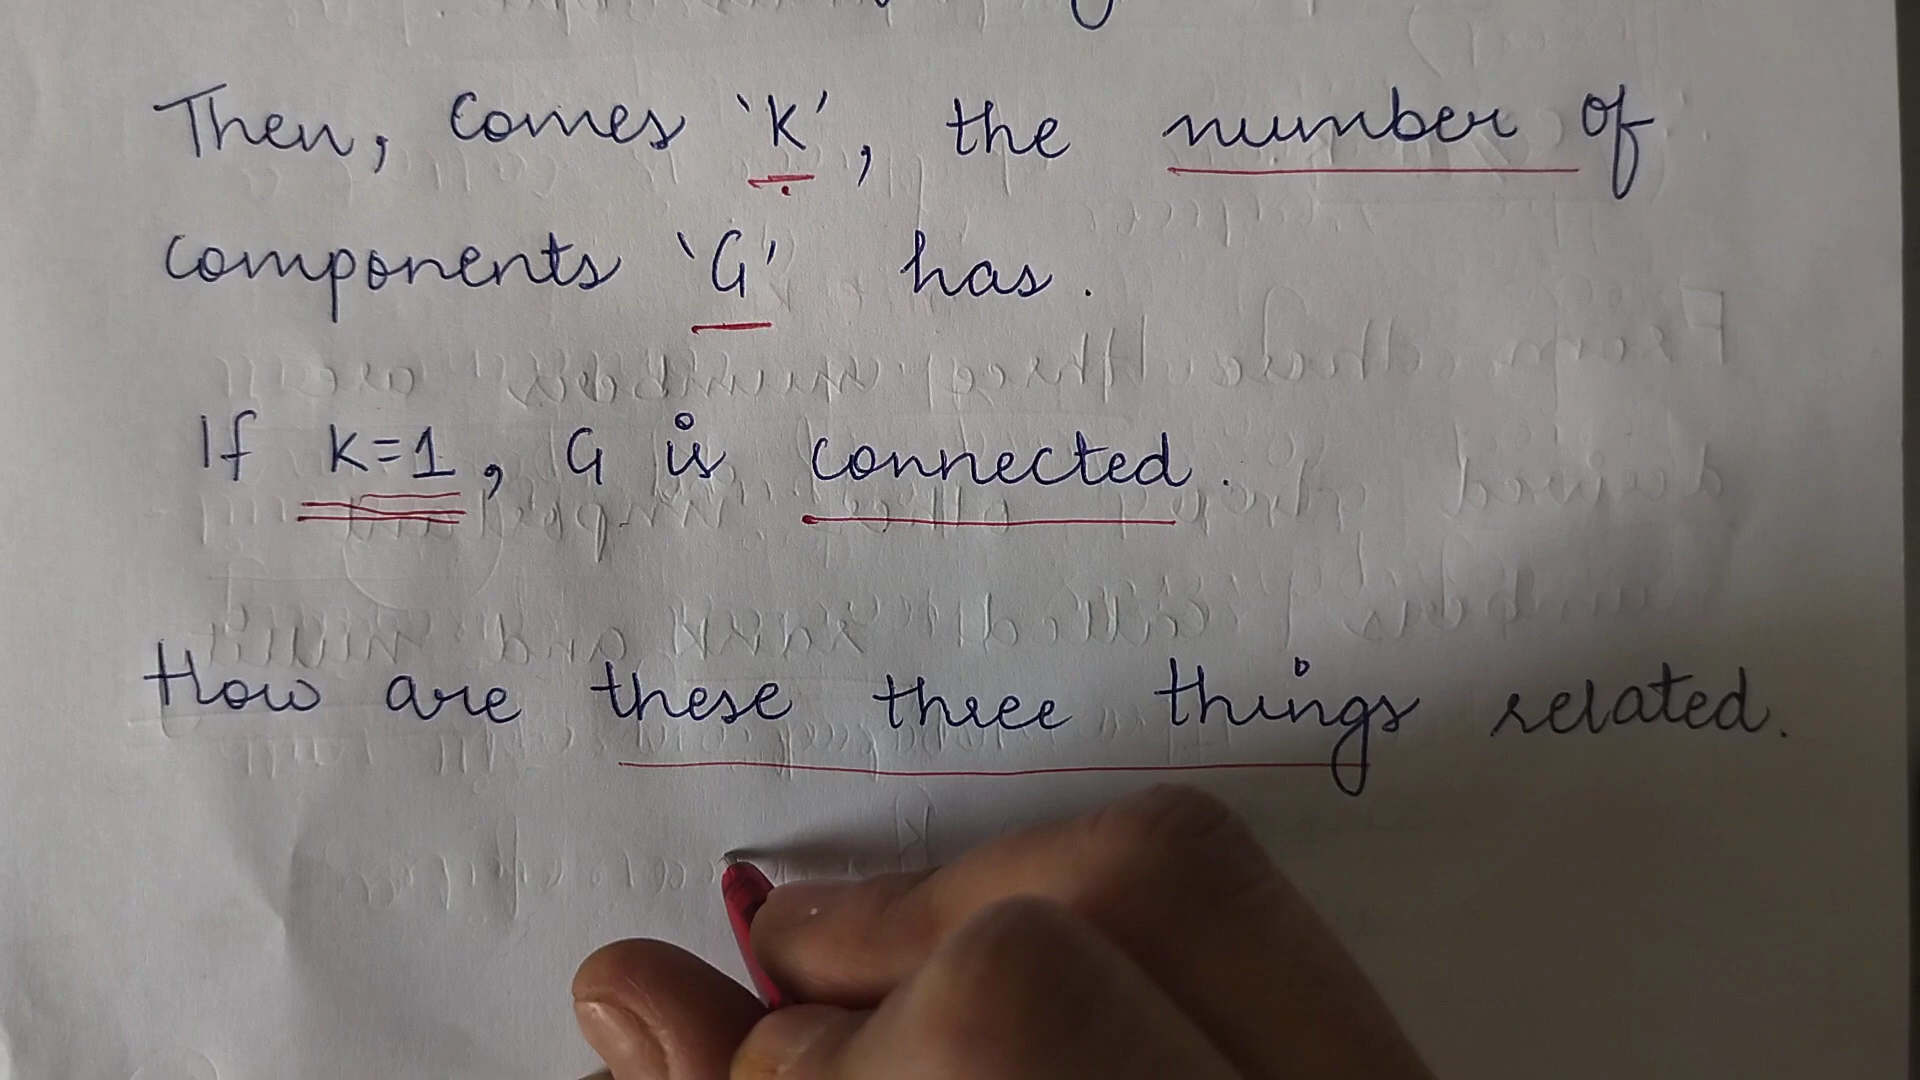 Then, comes 'K', the number of
components 'G' has.
If K=1, G is connected.
How are these three things related.